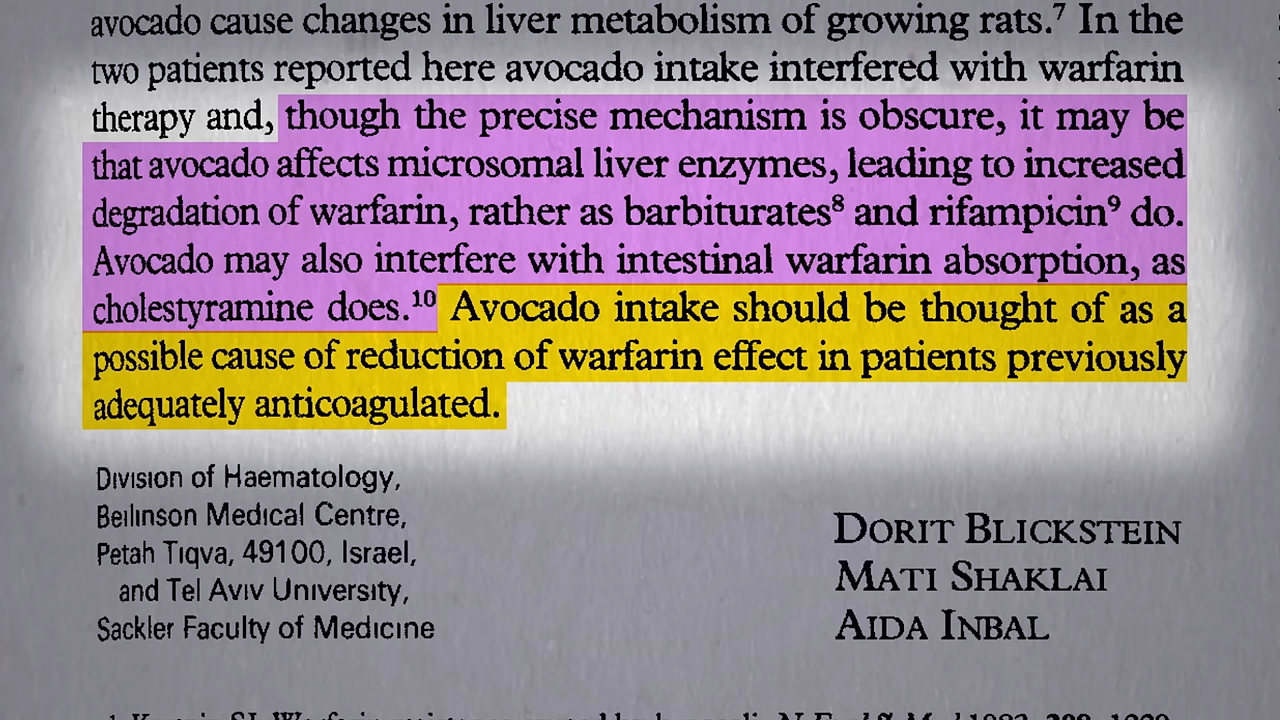 avocado cause changes in liver metabolism of growing rats.⁷ In the
two patients reported here avocado intake interfered with warfarin
therapy and, though the precise mechanism is obscure, it may be
that avocado affects microsomal liver enzymes, leading to increased
degradation of warfarin, rather as barbiturates⁸ and rifampicin⁹ do.
Avocado may also interfere with intestinal warfarin absorption, as
cholestyramine does.¹⁰ Avocado intake should be thought of as a
possible cause of reduction of warfarin effect in patients previously
adequately anticoagulated.
Division of Haematology,
Beilinson Medical Centre,
Petah Tiqva, 49100, Israel,
and Tel Aviv University,
Sackler Faculty of Medicine
DORIT BLICKSTEIN
MATI SHAKLAI
AIDA INBAL